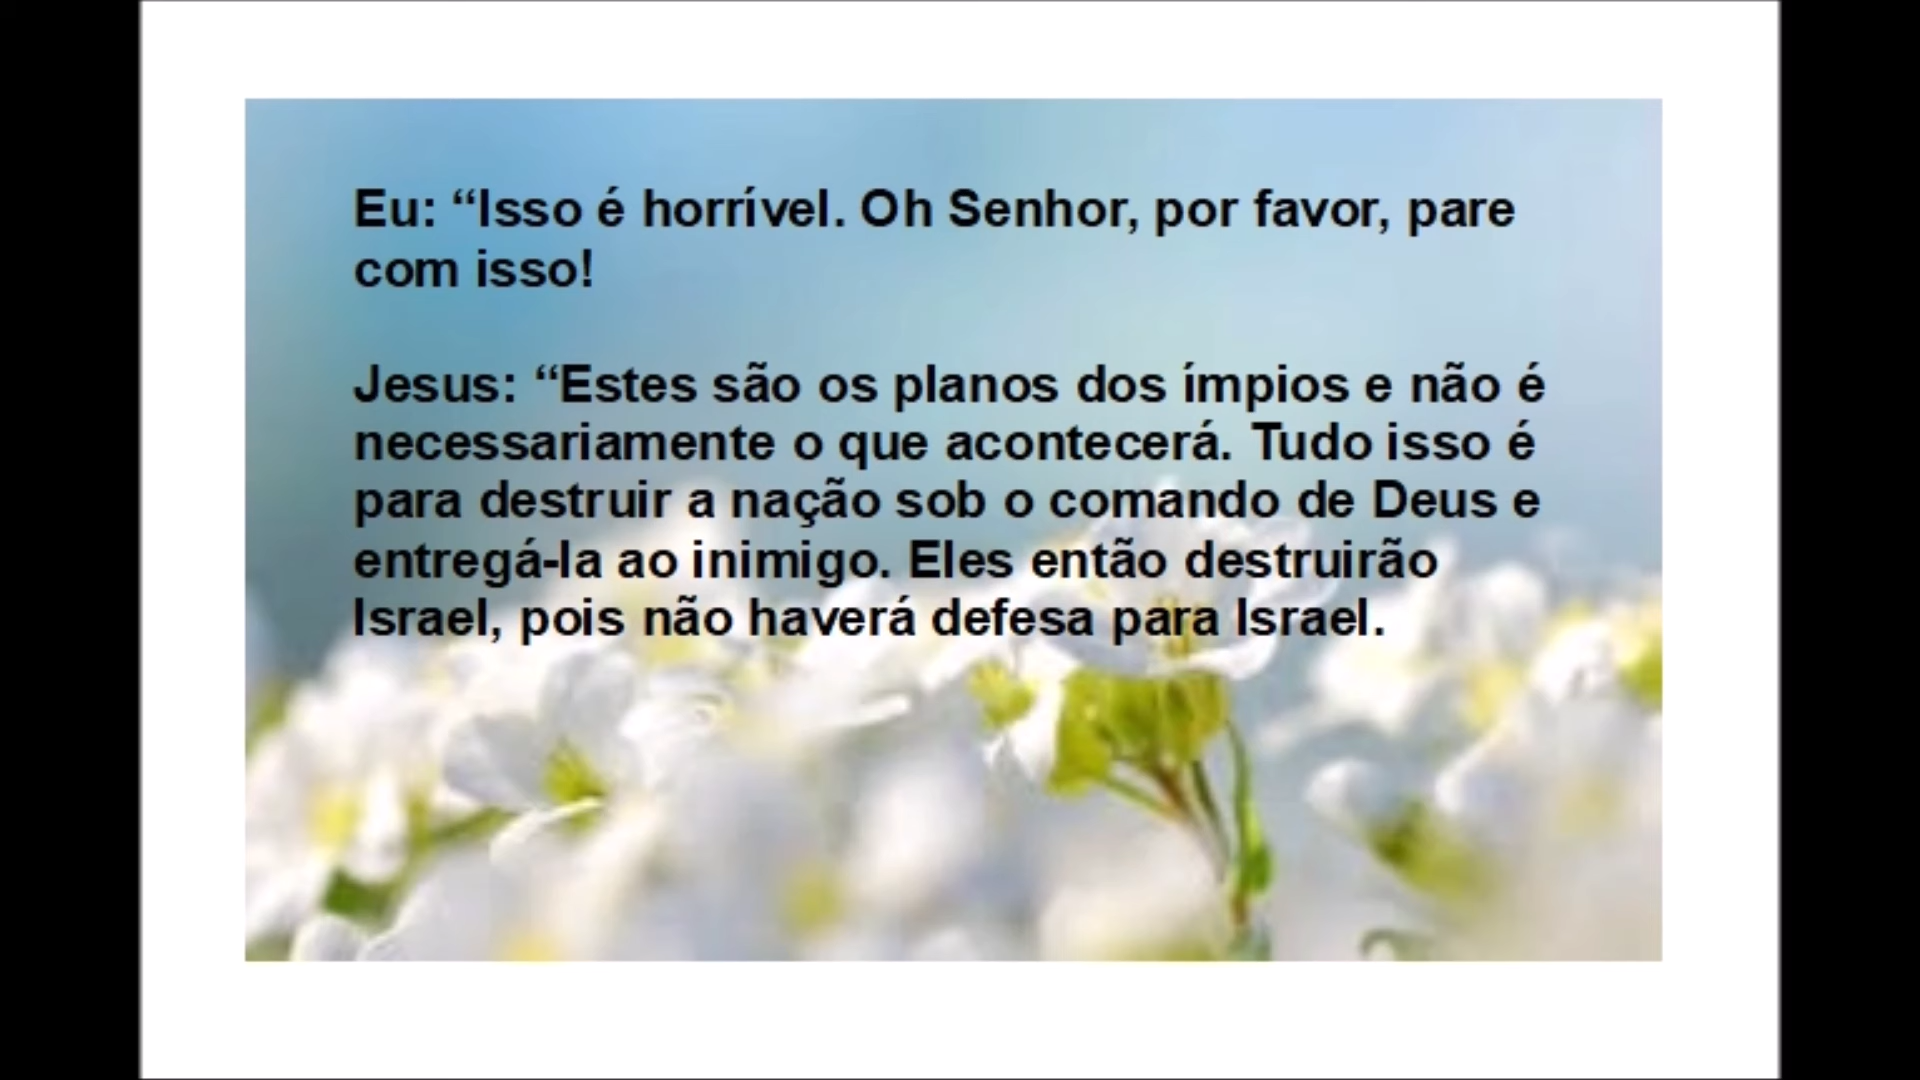 Eu: “Isso é horrível. Oh Senhor, por favor, pare
com isso!
Jesus: “Estes são os planos dos ímpios e não é
necessariamente o que acontecerá. Tudo isso é
para destruir a nação sob o comando de Deus e
entregá-la ao inimigo. Eles então destruirão
Israel, pois não haverá defesa para Israel.